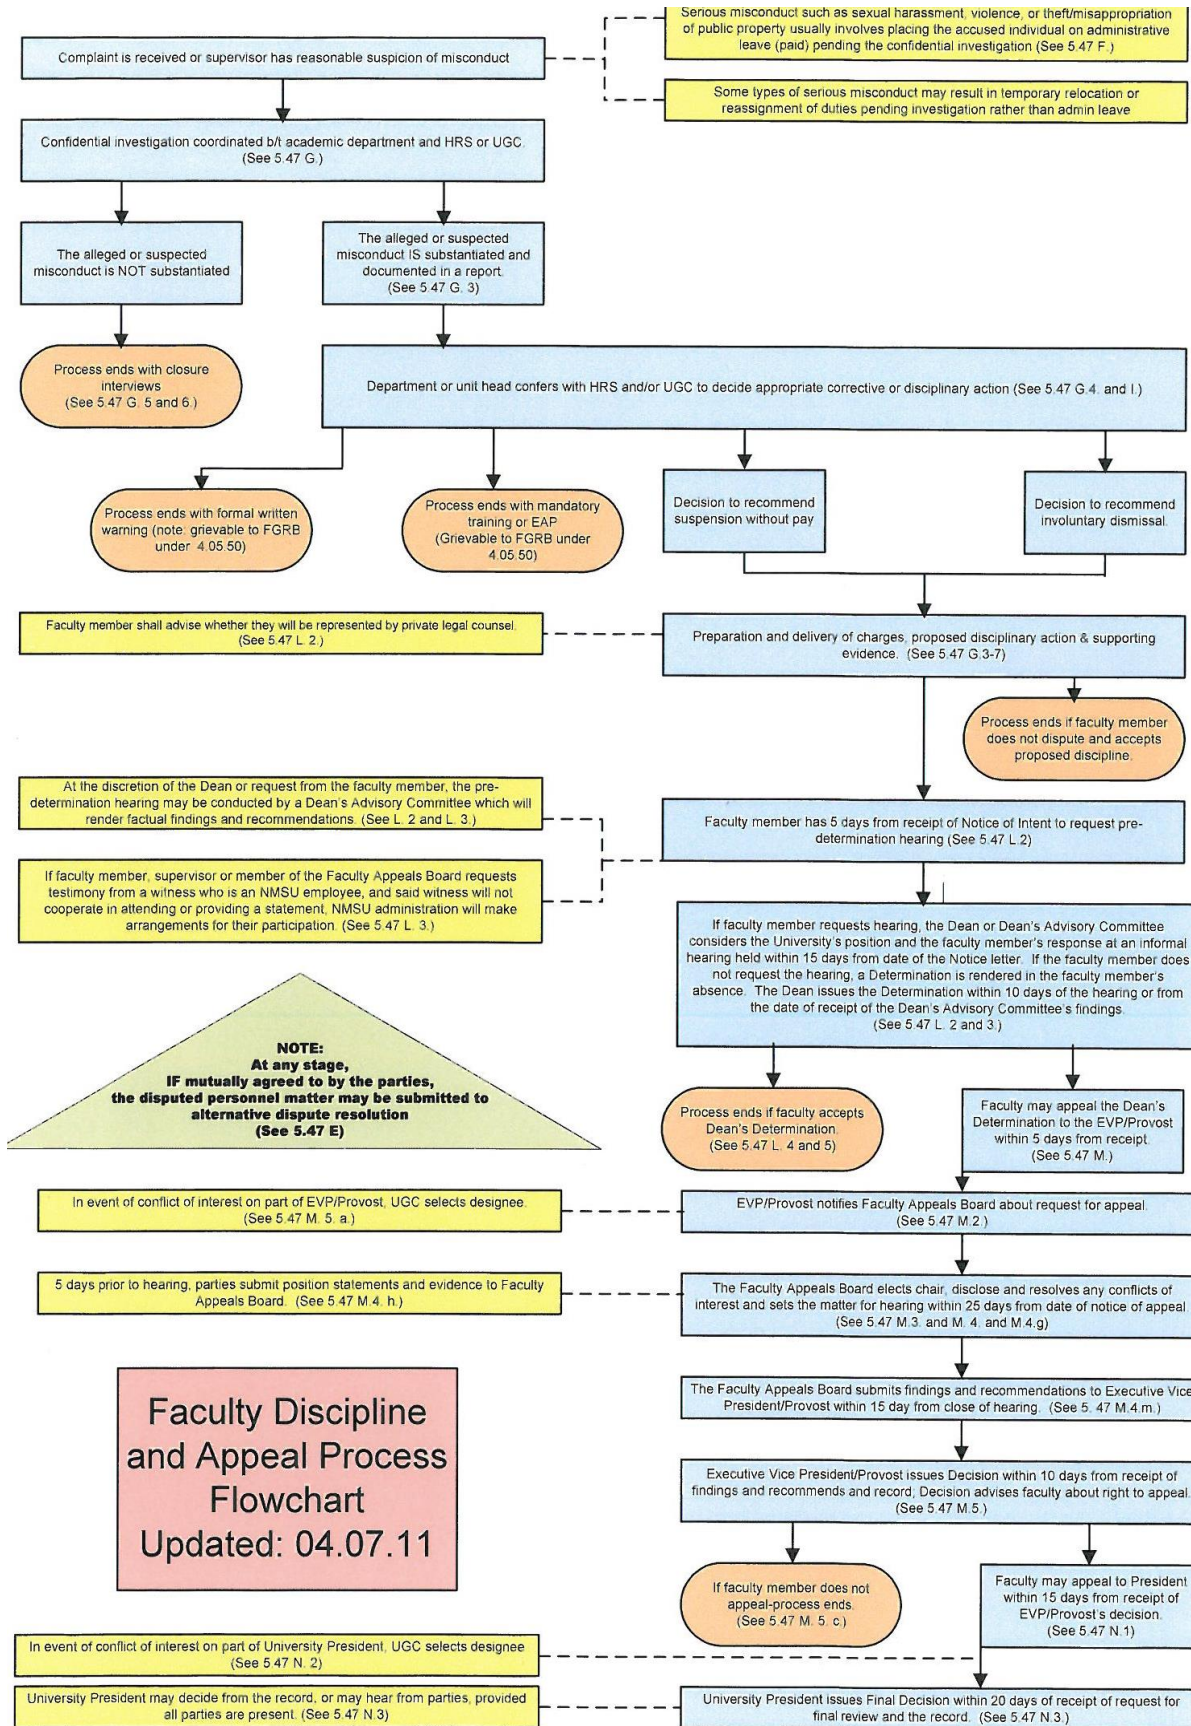 Serious misconduct such as sexual harassment, violence, or theft/misappropriation
of public property usually involves placing the accused individual on administrative
leave (paid) pending the confidential investigation (See 5.47 F.)
Complaint is received or supervisor has reasonable suspicion of misconduct
Some types of serious misconduct may result in temporary relocation or
reassignment of duties pending investigation rather than admin leave
Confidential investigation coordinated b/t academic department and HRS or UGC.
(See 5.47 G.)
The alleged or suspected
misconduct is NOT substantiated
The alleged or suspected
misconduct IS substantiated and
documented in a report.
(See 5.47 G. 3)
Process ends with closure
interviews
(See 5.47 G. 5 and 6.)
Department or unit head confers with HRS and/or UGC to decide appropriate corrective or disciplinary action (See 5.47 G.4. and I.)
Process ends with formal written
warning (note: grievable to FGRB
under 4.05.50)
Process ends with mandatory
training or EAP
(Grievable to FGRB under
4.05.50)
Decision to recommend
suspension without pay
Decision to recommend
involuntary dismissal.
Faculty member shall advise whether they will be represented by private legal counsel.
(See 5.47 L. 2.)
Preparation and delivery of charges, proposed disciplinary action & supporting
evidence. (See 5.47 G.3-7)
Process ends if faculty member
does not dispute and accepts
proposed discipline.
At the discretion of the Dean or request from the faculty member, the pre-
determination hearing may be conducted by a Dean's Advisory Committee which will
render factual findings and recommendations. (See L. 2 and L. 3.)
Faculty member has 5 days from receipt of Notice of Intent to request pre-
determination hearing (See 5.47 L.2)
If faculty member, supervisor or member of the Faculty Appeals Board requests
testimony from a witness who is an NMSU employee, and said witness will not
cooperate in attending or providing a statement, NMSU administration will make
arrangements for their participation. (See 5.47 L. 3.)
If faculty member requests hearing, the Dean or Dean's Advisory Committee
considers the University's position and the faculty member's response at an informal
hearing held within 15 days from date of the Notice letter. If the faculty member does
not request the hearing, a Determination is rendered in the faculty member's
absence. The Dean issues the Determination within 10 days of the hearing or from
the date of receipt of the Dean's Advisory Committee's findings.
(See 5.47 L. 2 and 3.)
NOTE:
At any stage,
IF mutually agreed to by the parties,
the disputed personnel matter may be submitted to
alternative dispute resolution
(See 5.47 E)
Process ends if faculty accepts
Dean's Determination.
(See 5.47 L. 4 and 5)
Faculty may appeal the Dean's
Determination to the EVP/Provost
within 5 days from receipt.
(See 5.47 M.)
In event of conflict of interest on part of EVP/Provost, UGC selects designee.
(See 5.47 M. 5. a.)
EVP/Provost notifies Faculty Appeals Board about request for appeal.
(See 5.47 M.2.)
5 days prior to hearing, parties submit position statements and evidence to Faculty
Appeals Board. (See 5.47 M.4. h.)
The Faculty Appeals Board elects chair, disclose and resolves any conflicts of
interest and sets the matter for hearing within 25 days from date of notice of appeal.
(See 5.47 M.3. and M. 4. and M.4.g)
Faculty Discipline
and Appeal Process
Flowchart
Updated: 04.07.11
The Faculty Appeals Board submits findings and recommendations to Executive Vice
President/Provost within 15 day from close of hearing. (See 5. 47 M.4.m.)
Executive Vice President/Provost issues Decision within 10 days from receipt of
findings and recommends and record; Decision advises faculty about right to appeal.
(See 5.47 M.5.)
If faculty member does not
appeal-process ends.
(See 5.47 M. 5. c.)
Faculty may appeal to President
within 15 days from receipt of
EVP/Provost's decision.
(See 5.47 N.1)
In event of conflict of interest on part of University President, UGC selects designee
(See 5.47 N. 2)
University President may decide from the record, or may hear from parties, provided
all parties are present. (See 5.47 N.3)
University President issues Final Decision within 20 days of receipt of request for
final review and the record. (See 5.47 N.3.)